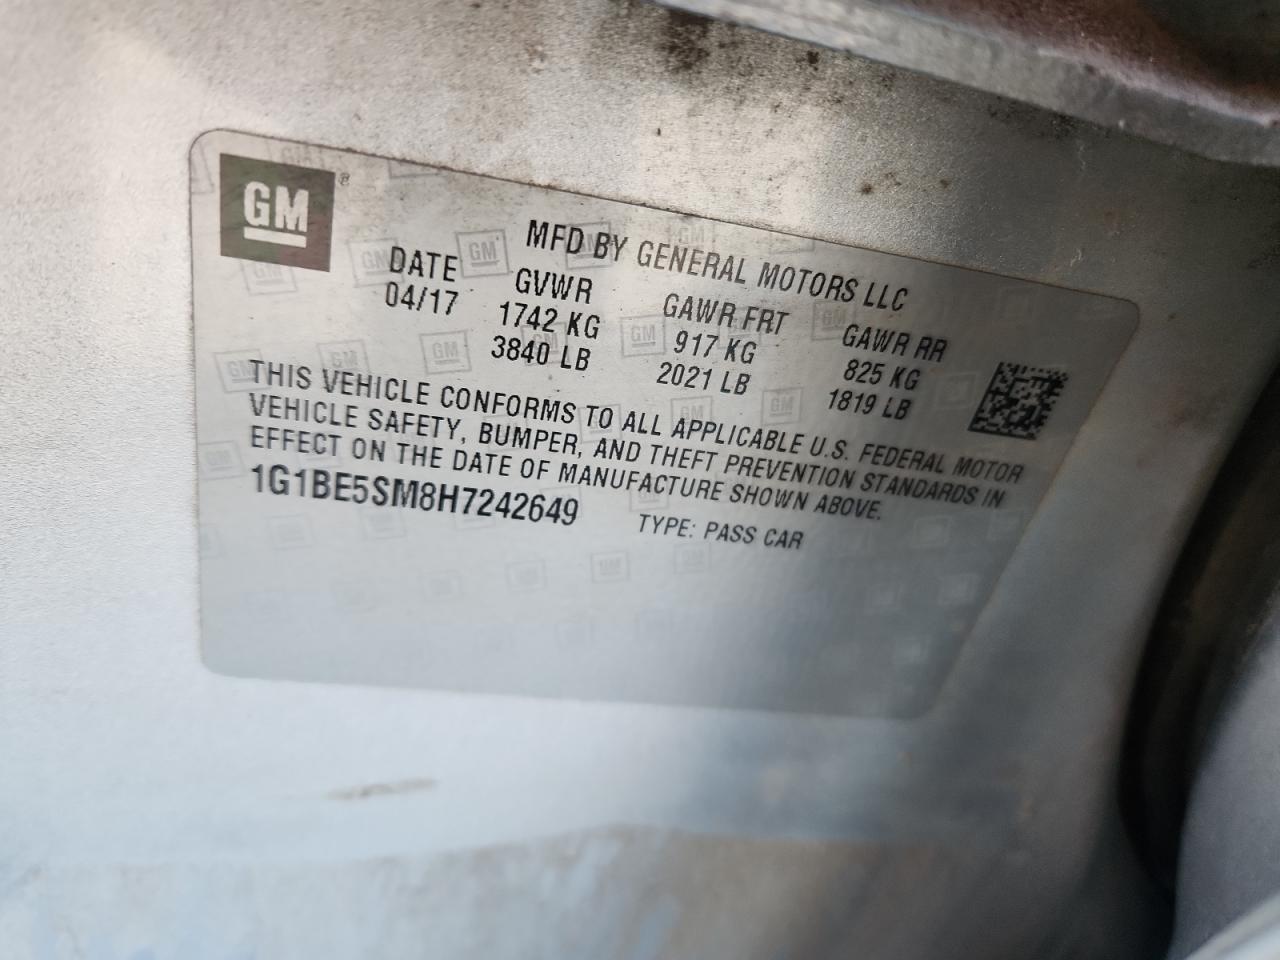 GM®
MFD BY GENERAL MOTORS LLC
DATE GVWR GAWR FRT GAWR RR
04/17 1742 KG 917 KG 825 KG
3840 LB 2021 LB 1819 LB
THIS VEHICLE CONFORMS TO ALL APPLICABLE U.S. FEDERAL MOTOR
VEHICLE SAFETY, BUMPER, AND THEFT PREVENTION STANDARDS IN
EFFECT ON THE DATE OF MANUFACTURE SHOWN ABOVE.
1G1BE5SM8H7242649 TYPE: PASS CAR